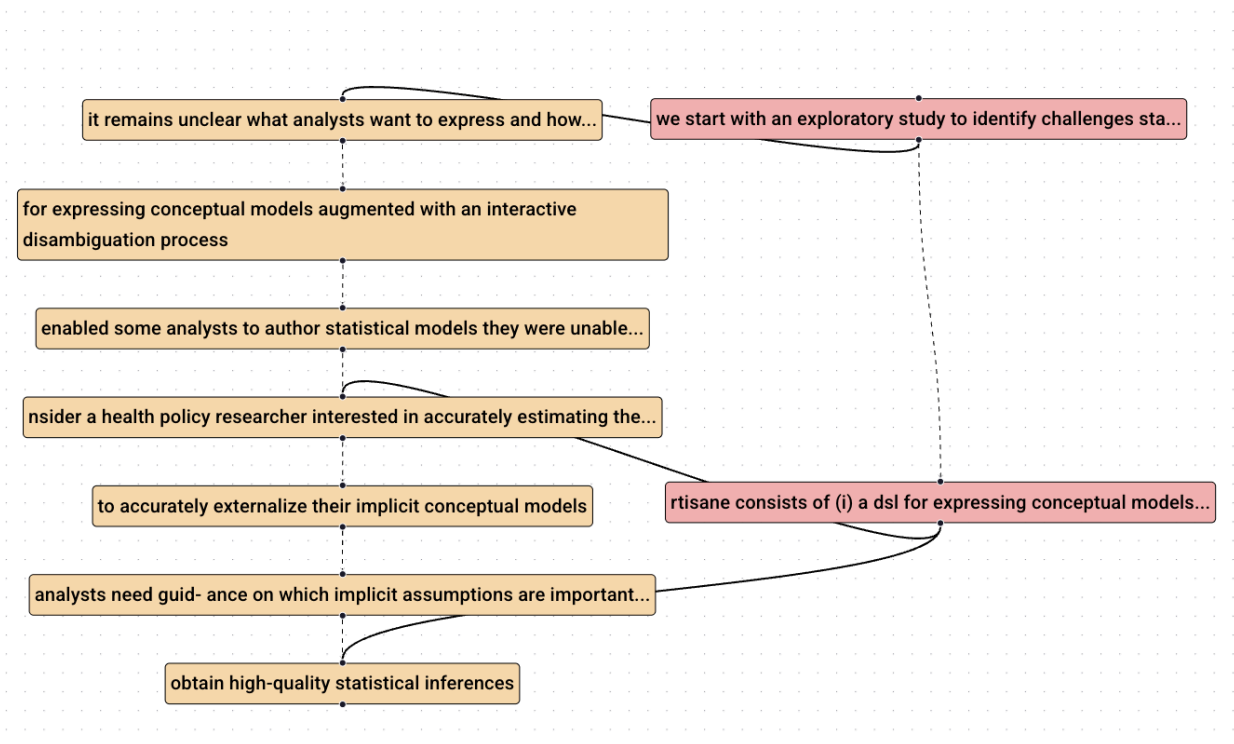 it remains unclear what analysts want to express and how...
we start with an exploratory study to identify challenges sta...
for expressing conceptual models augmented with an interactive
disambiguation process
enabled some analysts to author statistical models they were unable...
nsider a health policy researcher interested in accurately estimating the...
to accurately externalize their implicit conceptual models
rtisane consists of (i) a dsl for expressing conceptual models...
analysts need guid- ance on which implicit assumptions are important...
obtain high-quality statistical inferences